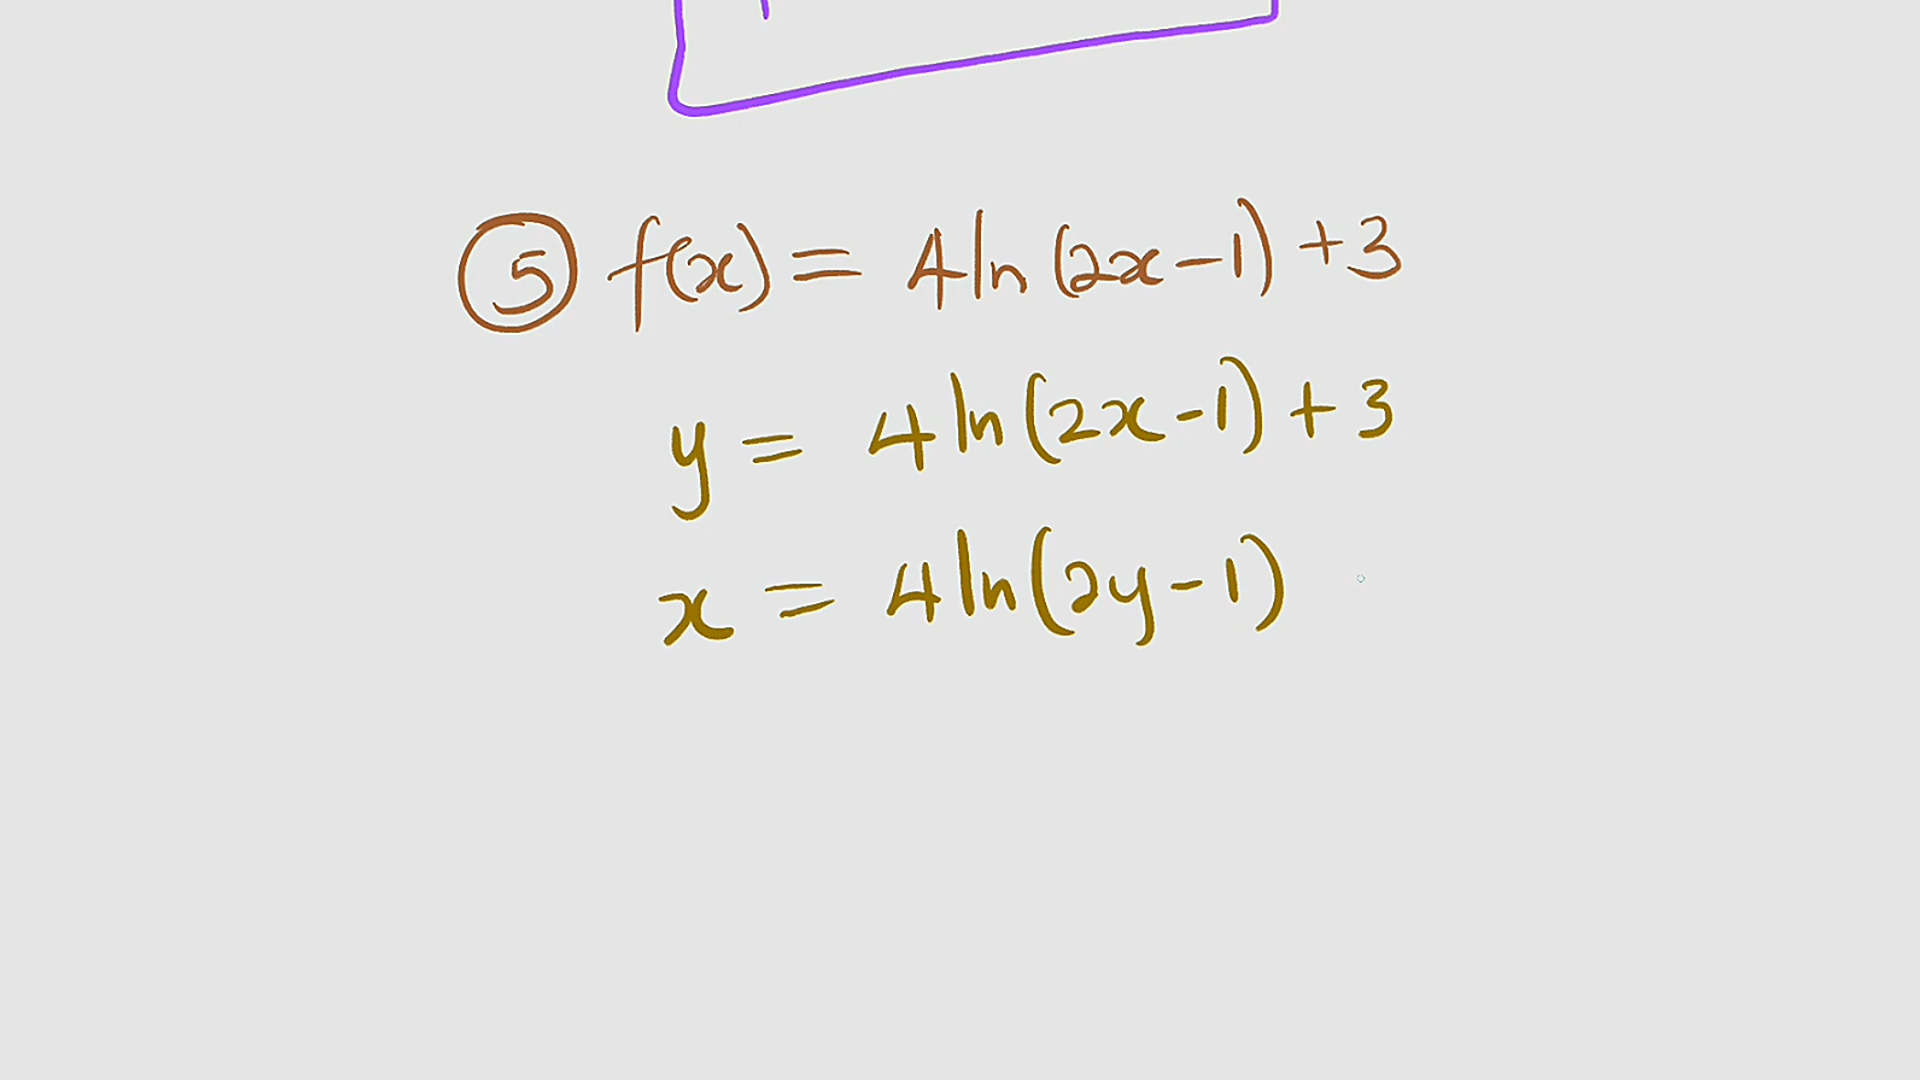 ⑤ f(x) = 4ln(2x-1)+3
y = 4ln(2x-1)+3
x = 4ln(2y-1)